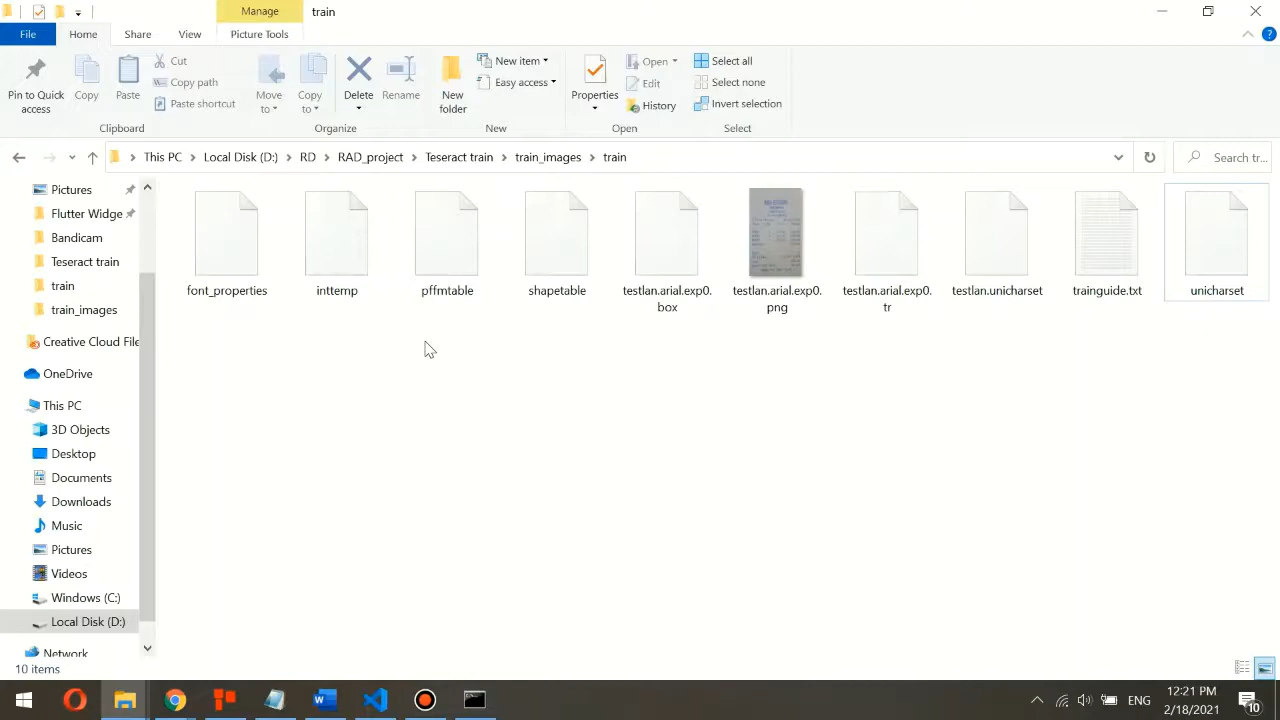 Manage
train
File
Home
Share
View
Picture Tools
Pin to Quick access
Copy
Paste
Cut
Copy path
Paste shortcut
Clipboard
Move to
Copy to
Delete
Rename
Organize
New folder
New item
Easy access
New
Properties
Open
Edit
History
Open
Select all
Select none
Invert selection
Select
This PC
Local Disk (D:)
RD
RAD_project
Teseract train
train_images
train
Search tr...
Pictures
Flutter Widge
Bandicam
Teseract train
train
train_images
Creative Cloud File
OneDrive
This PC
3D Objects
Desktop
Documents
Downloads
Music
Pictures
Videos
Windows (C:)
Local Disk (D:)
Network
font_properties
inttemp
pffmtable
shapetable
testlan.arial.exp0.box
testlan.arial.exp0.png
testlan.arial.exp0.tr
testlan.unicharset
trainguide.txt
unicharset
10 items
ENG
12:21 PM
2/18/2021
10